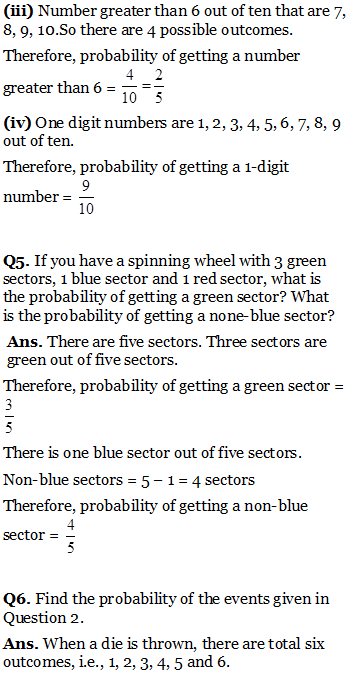 (iii) Number greater than 6 out of ten that are 7,
8, 9, 10.So there are 4 possible outcomes.
Therefore, probability of getting a number
greater than 6 = 4/10 = 2/5
(iv) One digit numbers are 1, 2, 3, 4, 5, 6, 7, 8, 9
out of ten.
Therefore, probability of getting a 1-digit
number = 9/10
Q5. If you have a spinning wheel with 3 green
sectors, 1 blue sector and 1 red sector, what is
the probability of getting a green sector? What
is the probability of getting a none-blue sector?
Ans. There are five sectors. Three sectors are
green out of five sectors.
Therefore, probability of getting a green sector =
3/5
There is one blue sector out of five sectors.
Non-blue sectors = 5 – 1 = 4 sectors
Therefore, probability of getting a non-blue
sector = 4/5
Q6. Find the probability of the events given in
Question 2.
Ans. When a die is thrown, there are total six
outcomes, i.e., 1, 2, 3, 4, 5 and 6.